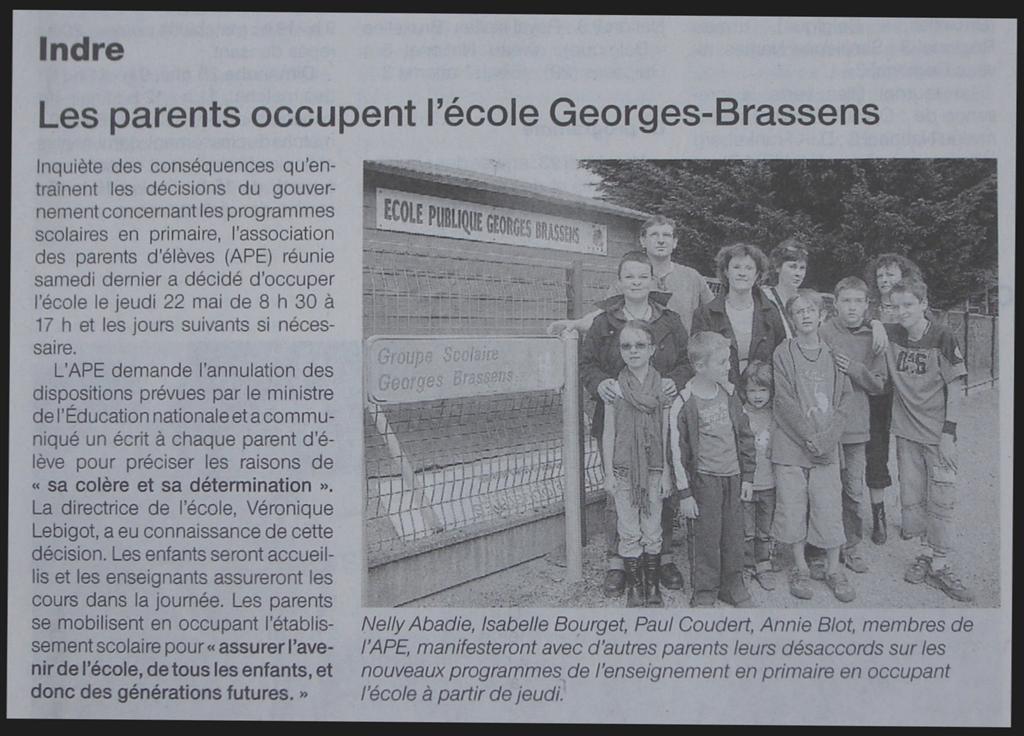 Indre
Les parents occupent l'école Georges-Brassens
Inquiète des conséquences qu'en-
traînent les décisions du gouver-
nement concernant les programmes
scolaires en primaire, l'association
des parents d'élèves (APE) réunie
samedi dernier a décidé d'occuper
l'école le jeudi 22 mai de 8 h 30 à
17 h et les jours suivants si néces-
saire.
L'APE demande l'annulation des
dispositions prévues par le ministre
de l'Éducation nationale et a commu-
niqué un écrit à chaque parent d'é-
lève pour préciser les raisons de
« sa colère et sa détermination ».
La directrice de l'école, Véronique
Lebigot, a eu connaissance de cette
décision. Les enfants seront accueil-
lis et les enseignants assureront les
cours dans la journée. Les parents
se mobilisent en occupant l'établis-
sement scolaire pour « assurer l'ave-
nir de l'école, de tous les enfants, et
donc des générations futures. »
ECOLE PUBLIQUE GEORGES BRASSENS
Groupe Scolaire
Georges Brassens
Nelly Abadie, Isabelle Bourget, Paul Coudert, Annie Blot, membres de
l'APE, manifesteront avec d'autres parents leurs désaccords sur les
nouveaux programmes de l'enseignement en primaire en occupant
l'école à partir de jeudi.